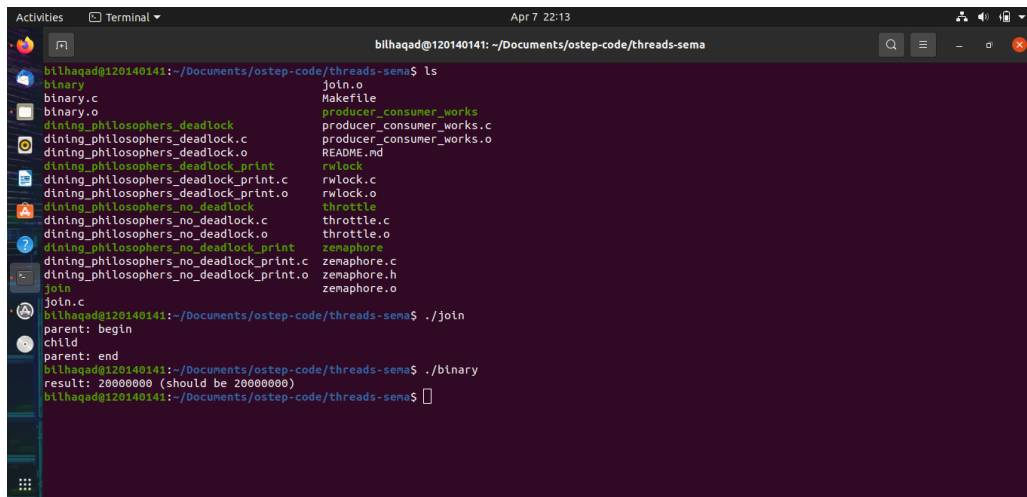 Activities Terminal Apr 7 22:13
bilhaqad@120140141: ~/Documents/ostep-code/threads-sema
bilhaqad@120140141:~/Documents/ostep-code/threads-sema$ ls
binary join.o
binary.c Makefile
binary.o producer_consumer_works
dining_philosophers_deadlock producer_consumer_works.c
dining_philosophers_deadlock.c producer_consumer_works.o
dining_philosophers_deadlock.o README.md
dining_philosophers_deadlock_print rwlock
dining_philosophers_deadlock_print.c rwlock.c
dining_philosophers_deadlock_print.o rwlock.o
dining_philosophers_no_deadlock throttle
dining_philosophers_no_deadlock.c throttle.c
dining_philosophers_no_deadlock.o throttle.o
dining_philosophers_no_deadlock_print zemaphore
dining_philosophers_no_deadlock_print.c zemaphore.c
dining_philosophers_no_deadlock_print.o zemaphore.h
join zemaphore.o
join.c
bilhaqad@120140141:~/Documents/ostep-code/threads-sema$ ./join
parent: begin
child
parent: end
bilhaqad@120140141:~/Documents/ostep-code/threads-sema$ ./binary
result: 20000000 (should be 20000000)
bilhaqad@120140141:~/Documents/ostep-code/threads-sema$